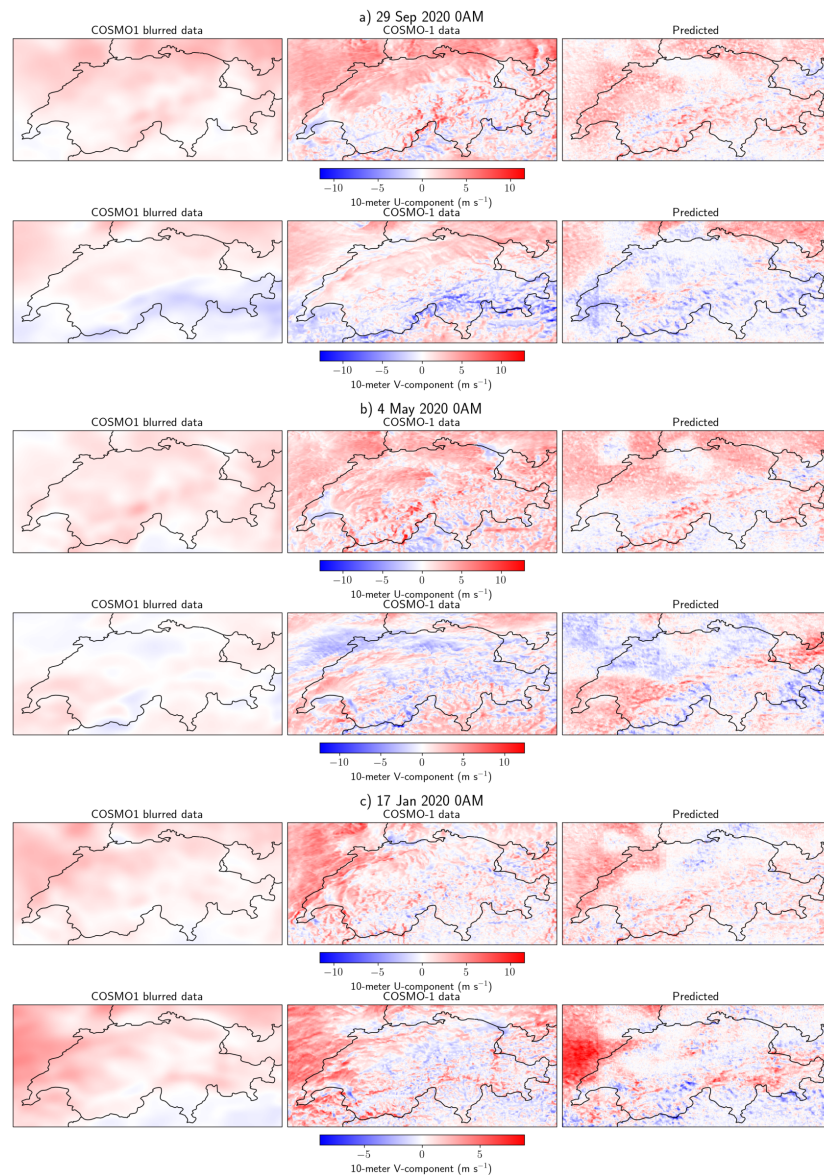 a) 29 Sep 2020 0AM
COSMO1 blurred data COSMO-1 data Predicted
−10 −5 0 5 10
10-meter U-component (m s⁻¹)
COSMO1 blurred data COSMO-1 data Predicted
−10 −5 0 5 10
10-meter V-component (m s⁻¹)
b) 4 May 2020 0AM
COSMO1 blurred data COSMO-1 data Predicted
−10 −5 0 5 10
10-meter U-component (m s⁻¹)
COSMO1 blurred data COSMO-1 data Predicted
−10 −5 0 5 10
10-meter V-component (m s⁻¹)
c) 17 Jan 2020 0AM
COSMO1 blurred data COSMO-1 data Predicted
−10 −5 0 5 10
10-meter U-component (m s⁻¹)
COSMO1 blurred data COSMO-1 data Predicted
−5 0 5
10-meter V-component (m s⁻¹)